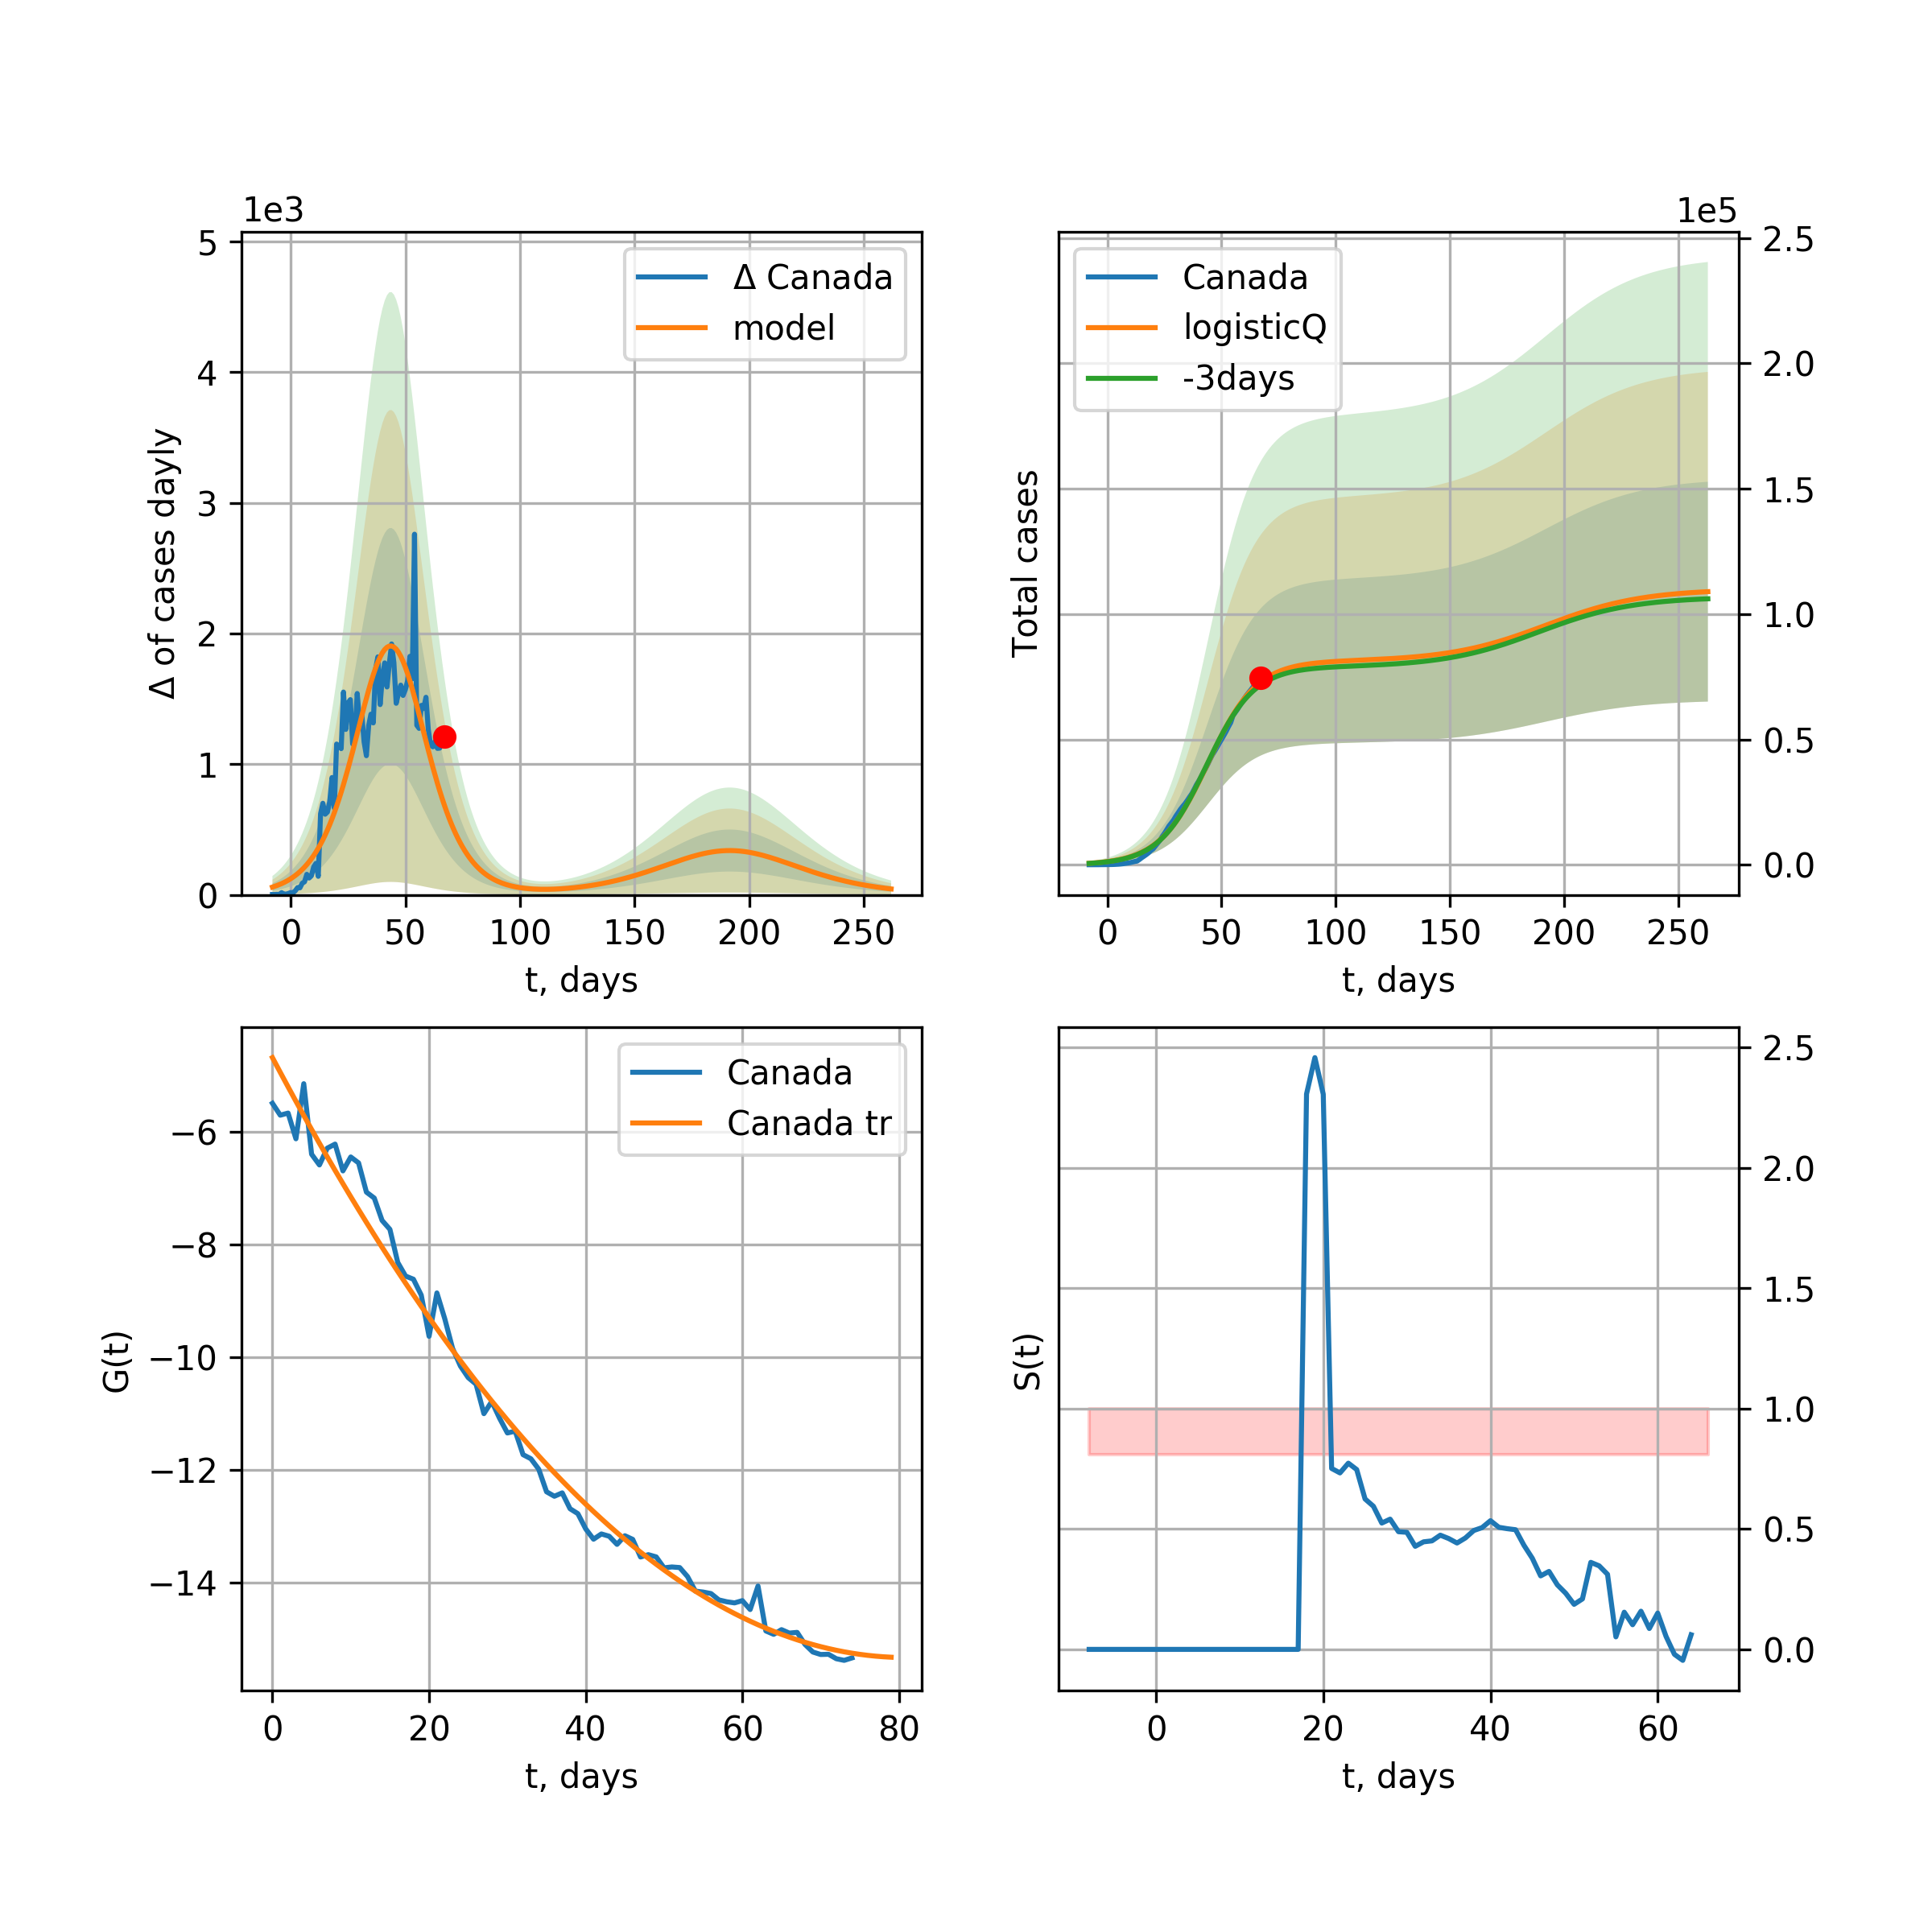 1e3
5
4
3
2
1
0
Δ of cases dayly
Δ Canada
model
0 50 100 150 200 250
t, days
1e5
2.5
2.0
1.5
1.0
0.5
0.0
Total cases
Canada
logisticQ
-3days
0 50 100 150 200 250
t, days
−6
−8
−10
−12
−14
G(t)
Canada
Canada tr
0 20 40 60 80
t, days
2.5
2.0
1.5
1.0
0.5
0.0
S(t)
0 20 40 60
t, days